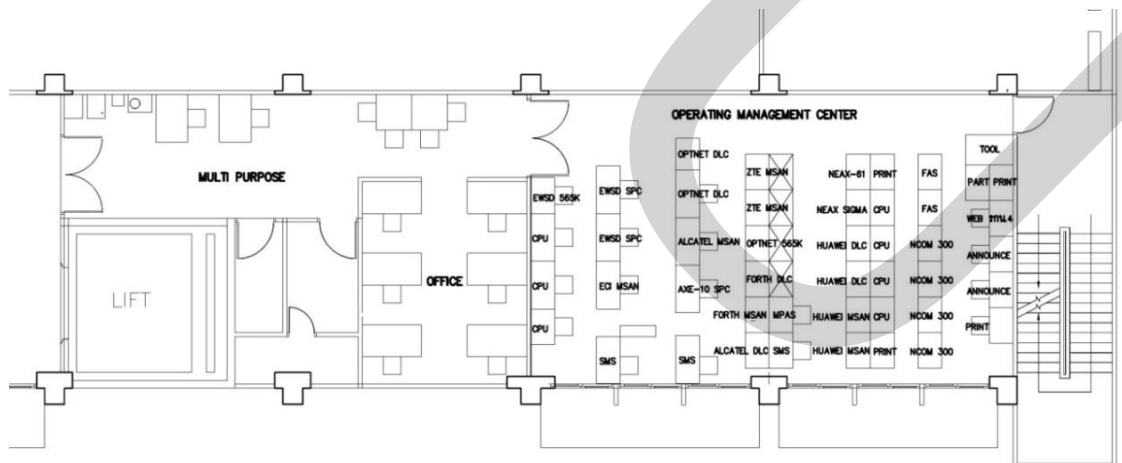 OPERATING MANAGEMENT CENTER
MULTI PURPOSE
LIFT
OFFICE
EWSD 565K
CPU
CPU
CPU
EWSD SPC
EWSD SPC
ECI MSAN
SMS
OPTNET DLC
OPTNET DLC
ALCATEL MSAN
AXE-10 SPC
SMS
ZTE MSAN
ZTE MSAN
OPTNET 565K
FORTH DLC
FORTH MSAN MPAS
ALCATEL DLC SMS
NEAX-61 PRINT
NEAX SIGMA CPU
HUAWEI DLC CPU
HUAWEI DLC CPU
HUAWEI MSAN CPU
HUAWEI MSAN PRINT
FAS
FAS
NCOM 300
NCOM 300
NCOM 300
NCOM 300
TOOL
PART PRINT
WEB
ANNOUNCE
ANNOUNCE
PRINT